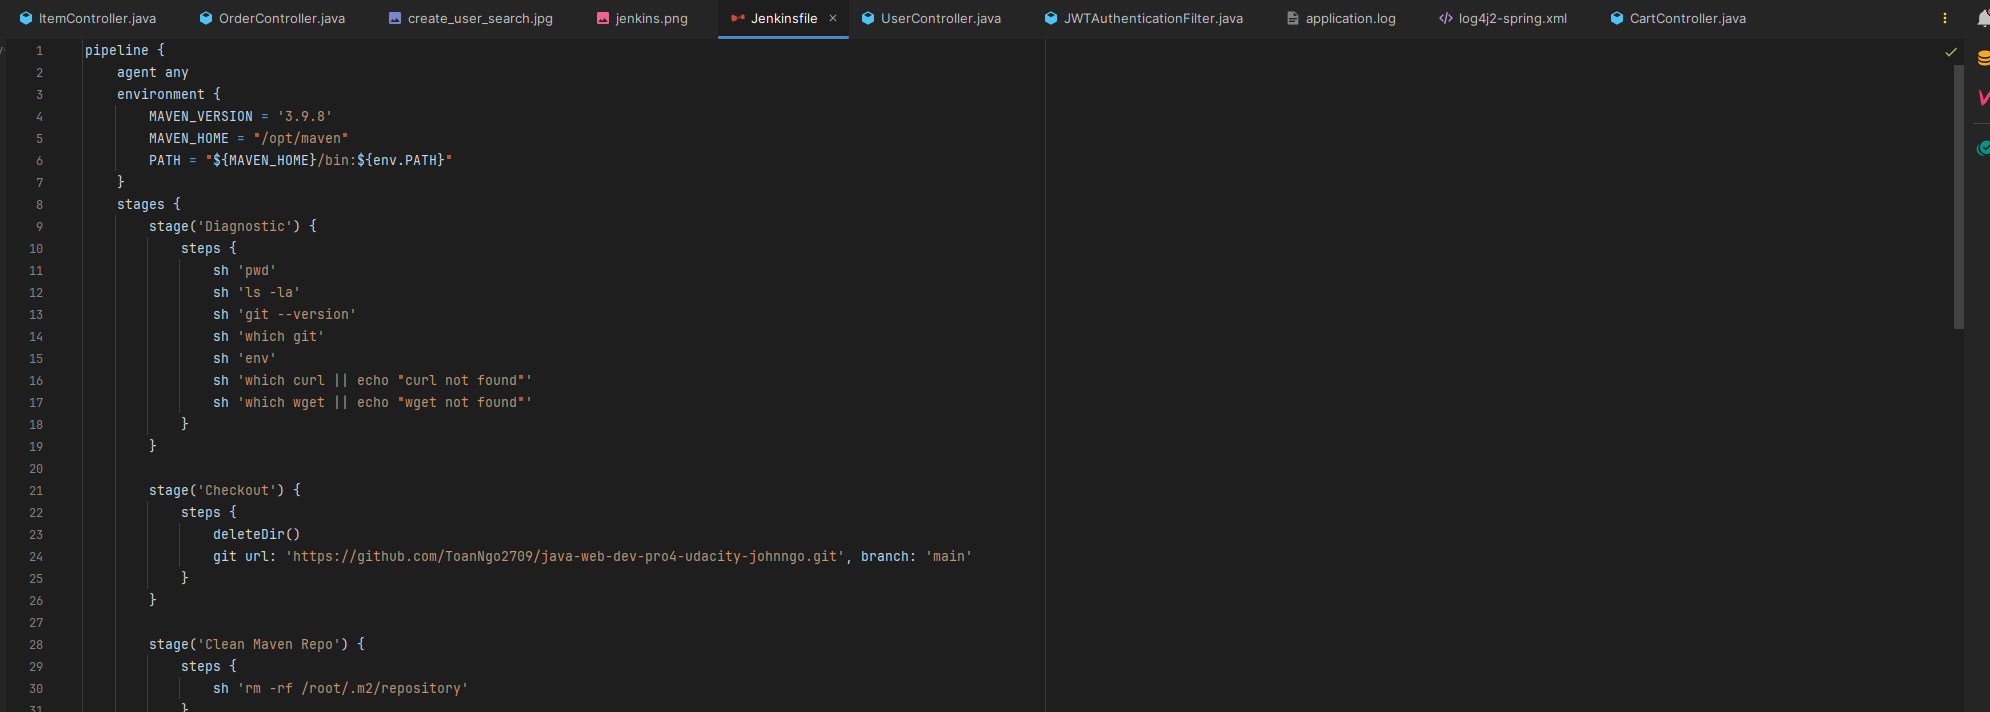 ItemController.java OrderController.java create_user_search.jpg jenkins.png Jenkinsfile × UserController.java JWTAuthenticationFilter.java application.log log4j2-spring.xml CartController.java
1 pipeline {
2     agent any
3     environment {
4         MAVEN_VERSION = '3.9.8'
5         MAVEN_HOME = "/opt/maven"
6         PATH = "${MAVEN_HOME}/bin:${env.PATH}"
7     }
8     stages {
9         stage('Diagnostic') {
10             steps {
11                 sh 'pwd'
12                 sh 'ls -la'
13                 sh 'git --version'
14                 sh 'which git'
15                 sh 'env'
16                 sh 'which curl || echo "curl not found"'
17                 sh 'which wget || echo "wget not found"'
18             }
19         }
20
21         stage('Checkout') {
22             steps {
23                 deleteDir()
24                 git url: 'https://github.com/ToanNgo2709/java-web-dev-pro4-udacity-johnngo.git', branch: 'main'
25             }
26         }
27
28         stage('Clean Maven Repo') {
29             steps {
30                 sh 'rm -rf /root/.m2/repository'
31             }